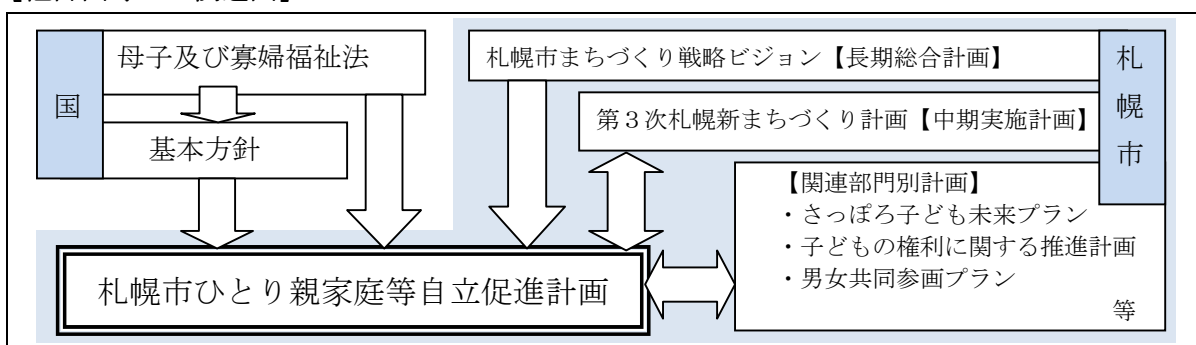 国
母子及び寡婦福祉法
基本方針
札幌市まちづくり戦略ビジョン【長期総合計画】
第３次札幌新まちづくり計画【中期実施計画】
札幌市
【関連部門別計画】
・さっぽろ子ども未来プラン
・子どもの権利に関する推進計画
・男女共同参画プラン
等
札幌市ひとり親家庭等自立促進計画